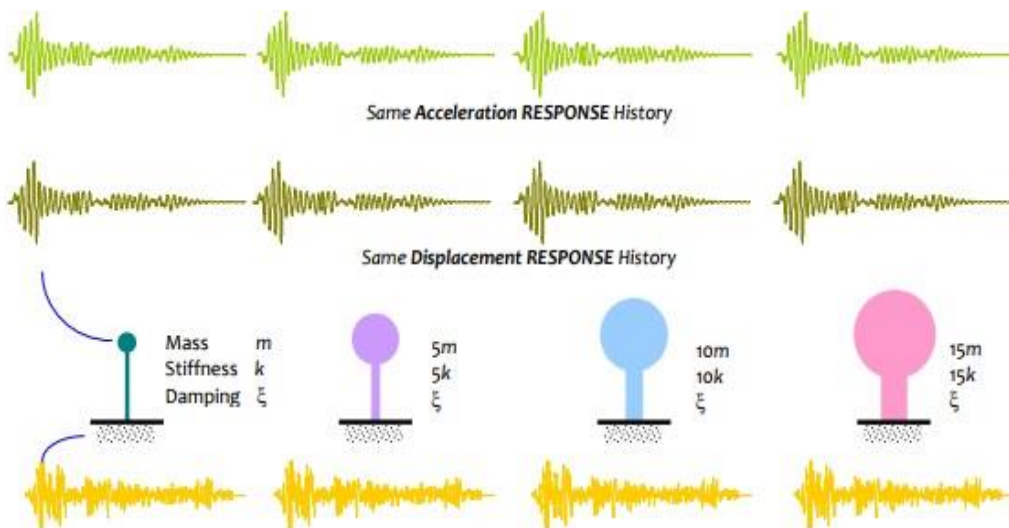 Same Acceleration RESPONSE History
Same Displacement RESPONSE History
Mass m
Stiffness k
Damping ξ
5m
5k
ξ
10m
10k
ξ
15m
15k
ξ